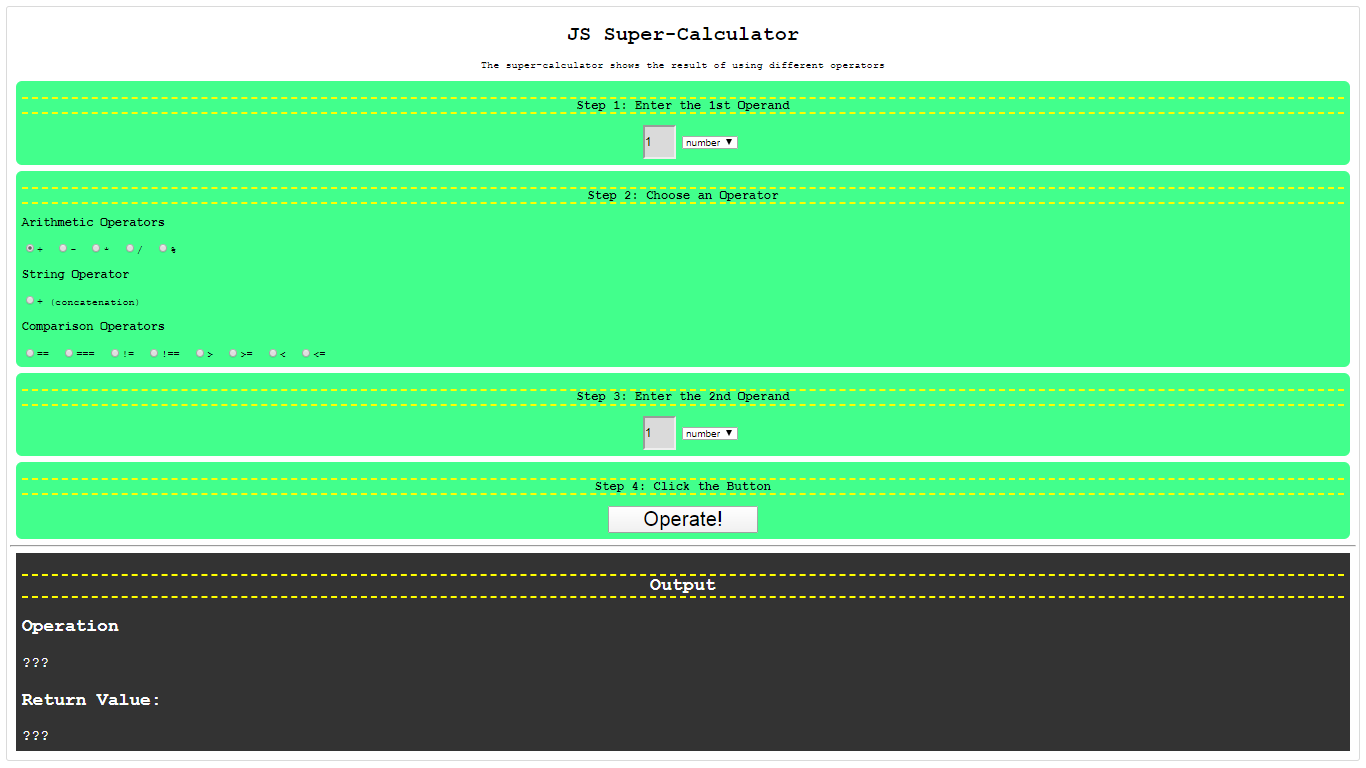 JS Super-Calculator
The super-calculator shows the result of using different operators
Step 1: Enter the 1st Operand
1 number
Step 2: Choose an Operator
Arithmetic Operators
+ - * / %
String Operator
+ (concatenation)
Comparison Operators
== === != !== > >= < <=
Step 3: Enter the 2nd Operand
1 number
Step 4: Click the Button
Operate!
Output
Operation
???
Return Value:
???